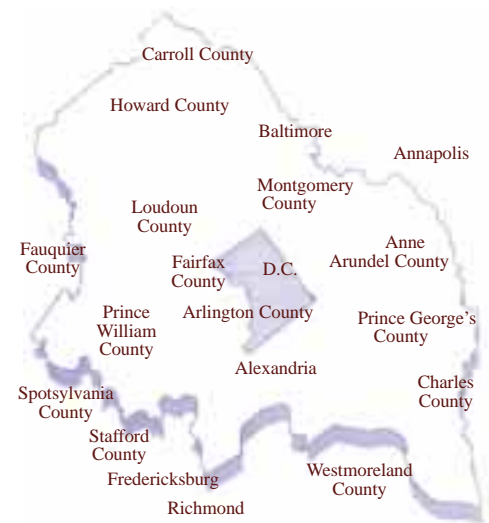 Carroll County
Howard County
Baltimore
Annapolis
Montgomery
County
Loudoun
County
Anne
Arundel County
Fauquier
County
Fairfax
County
D.C.
Prince
William
County
Arlington County
Prince George's
County
Alexandria
Charles
County
Spotsylvania
County
Stafford
County
Fredericksburg
Westmoreland
County
Richmond